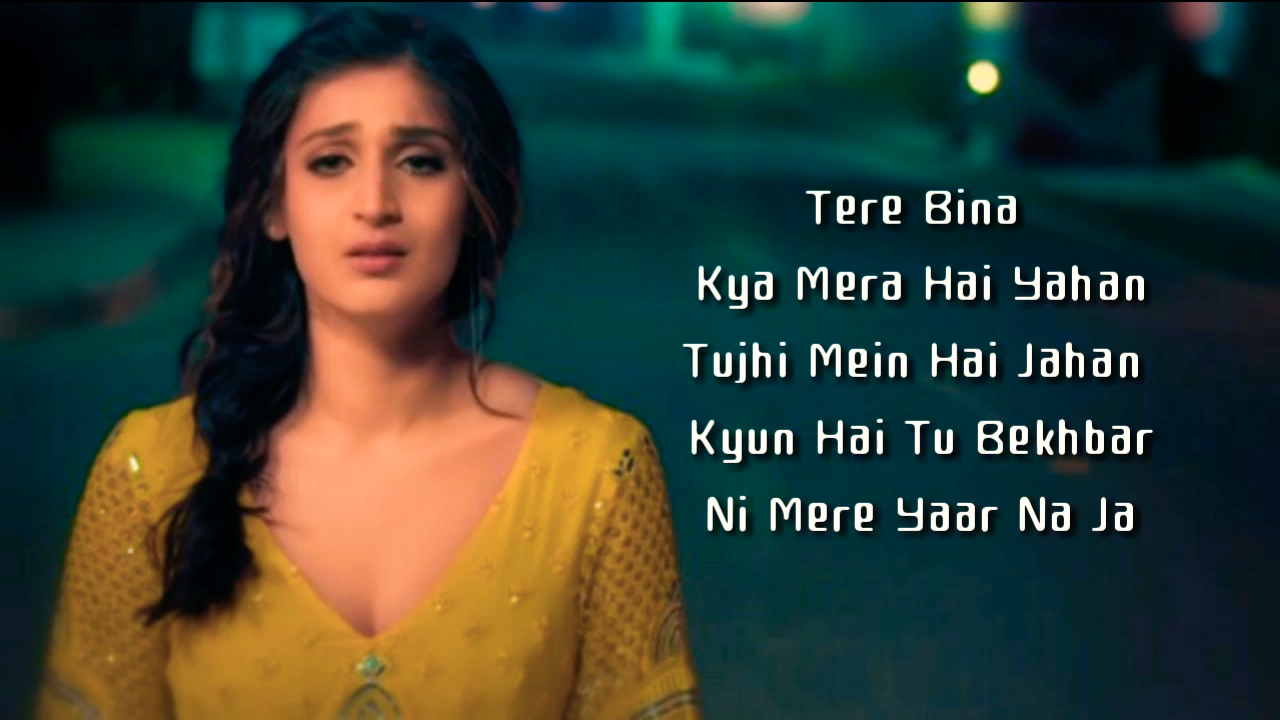 Tere Bina
Kya Mera Hai Yahan
Tujhi Mein Hai Jahan
Kyun Hai Tu Bekhbar
Ni Mere Yaar Na Ja